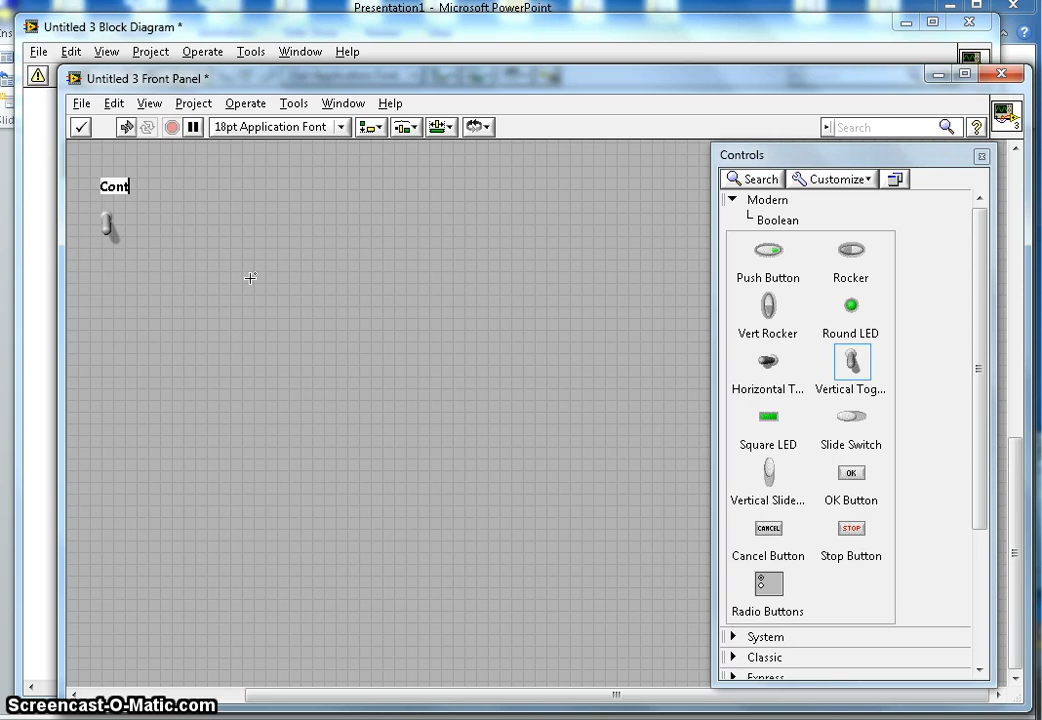 Presentation1 - Microsoft PowerPoint
Untitled 3 Block Diagram *
File Edit View Project Operate Tools Window Help
Untitled 3 Front Panel *
File Edit View Project Operate Tools Window Help
18pt Application Font
Search
3
Controls
Search Customize
Modern
Boolean
Push Button Rocker
Vert Rocker Round LED
Horizontal T... Vertical Tog...
Square LED Slide Switch
OK
Vertical Slide... OK Button
CANCEL STOP
Cancel Button Stop Button
Radio Buttons
System
Classic
Express
Cont
Screencast-O-Matic.com